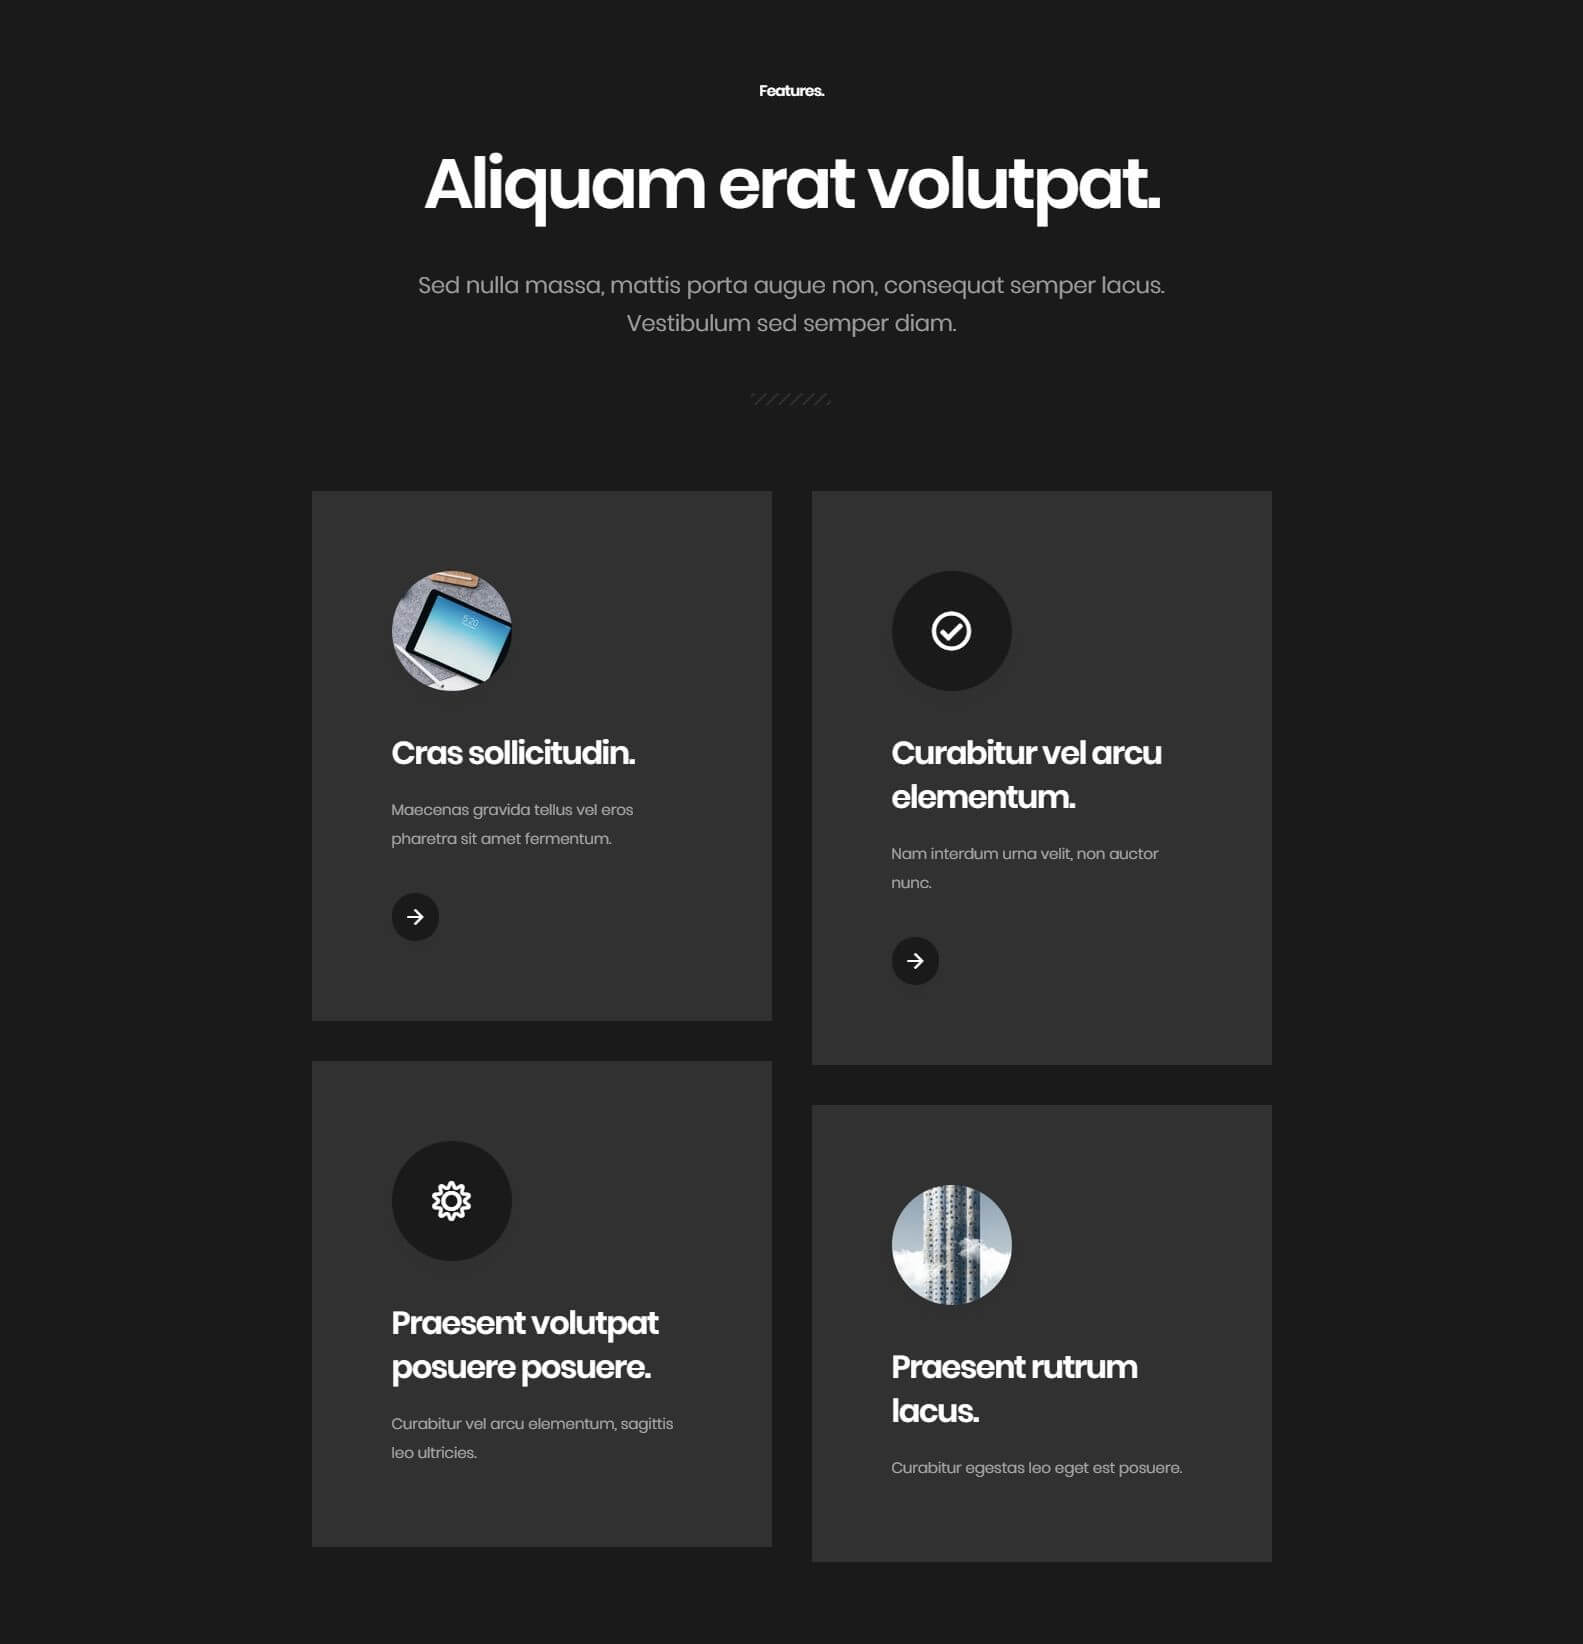 Features.
Aliquam erat volutpat.
Sed nulla massa, mattis porta augue non, consequat semper lacus.
Vestibulum sed semper diam.
5:20
Cras sollicitudin.
Maecenas gravida tellus vel eros
pharetra sit amet fermentum.
Curabitur vel arcu
elementum.
Nam interdum urna velit, non auctor
nunc.
Praesent volutpat
posuere posuere.
Curabitur vel arcu elementum, sagittis
leo ultricies.
Praesent rutrum
lacus.
Curabitur egestas leo eget est posuere.